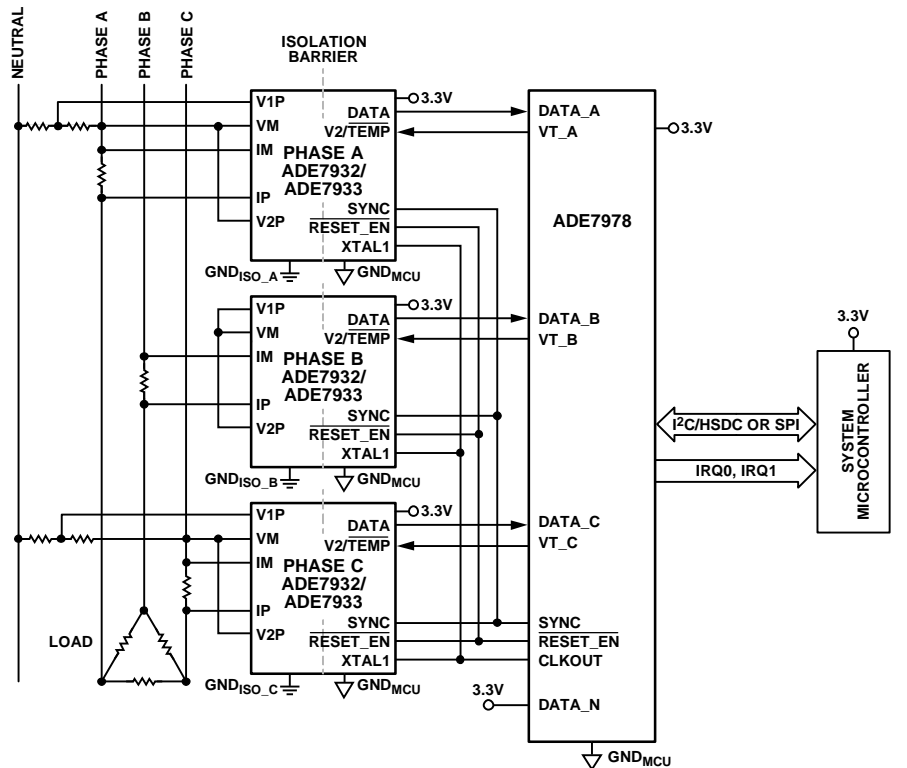 NEUTRAL
PHASE A
PHASE B
PHASE C
ISOLATION
BARRIER
V1P
VM
IM
IP
V2P
PHASE A
ADE7932/
ADE7933
3.3V
DATA
V2/TEMP
SYNC
RESET_EN
XTAL1
GNDISO_A
GNDMCU
V1P
VM
IM
IP
V2P
PHASE B
ADE7932/
ADE7933
3.3V
DATA
V2/TEMP
SYNC
RESET_EN
XTAL1
GNDISO_B
GNDMCU
V1P
VM
IM
IP
V2P
PHASE C
ADE7932/
ADE7933
3.3V
DATA
V2/TEMP
SYNC
RESET_EN
XTAL1
GNDISO_C
GNDMCU
LOAD
DATA_A
VT_A
3.3V
ADE7978
DATA_B
VT_B
DATA_C
VT_C
SYNC
RESET_EN
CLKOUT
3.3V
DATA_N
GNDMCU
I2C/HSDC OR SPI
IRQ0, IRQ1
3.3V
SYSTEM
MICROCONTROLLER